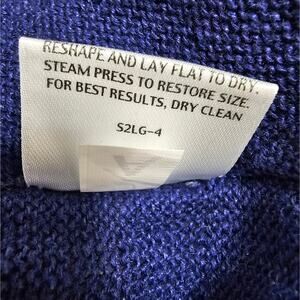 RESHAPE AND LAY FLAT TO DRY.
STEAM PRESS TO RESTORE SIZE.
FOR BEST RESULTS, DRY CLEAN
S2LG-4